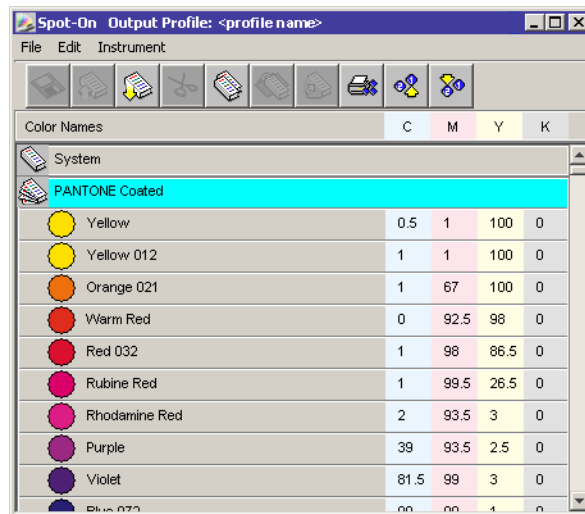 Spot-On Output Profile: <profile name>
File Edit Instrument
Color Names C M Y K
System
PANTONE Coated
Yellow 0.5 1 100 0
Yellow 012 1 1 100 0
Orange 021 1 67 100 0
Warm Red 0 92.5 98 0
Red 032 1 98 86.5 0
Rubine Red 1 99.5 26.5 0
Rhodamine Red 2 93.5 3 0
Purple 39 93.5 2.5 0
Violet 81.5 99 3 0
Blue 072